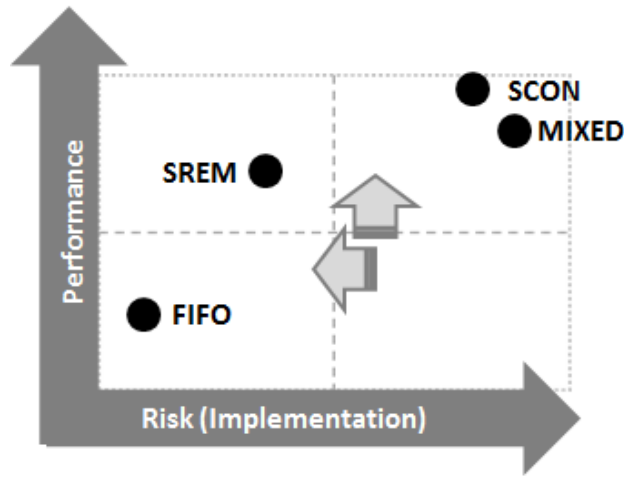 SCON
MIXED
SREM
FIFO
Performance
Risk (Implementation)